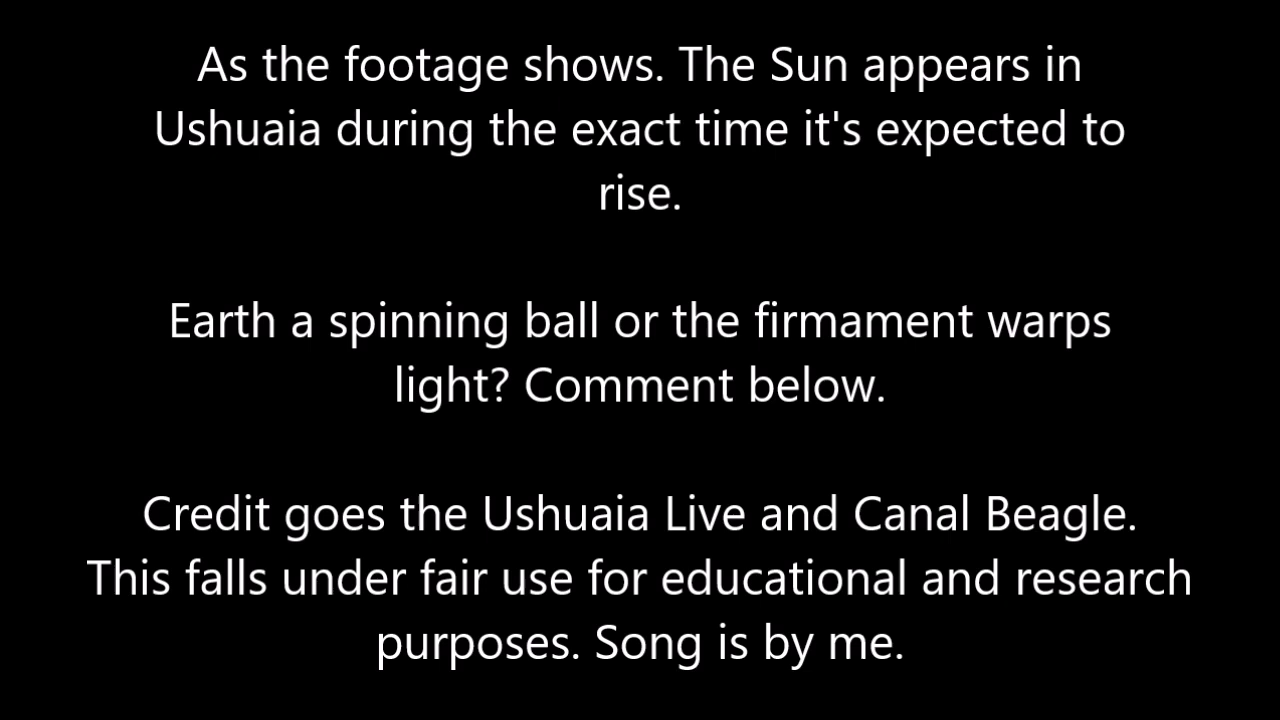 As the footage shows. The Sun appears in
Ushuaia during the exact time it's expected to
rise.
Earth a spinning ball or the firmament warps
light? Comment below.
Credit goes the Ushuaia Live and Canal Beagle.
This falls under fair use for educational and research
purposes. Song is by me.